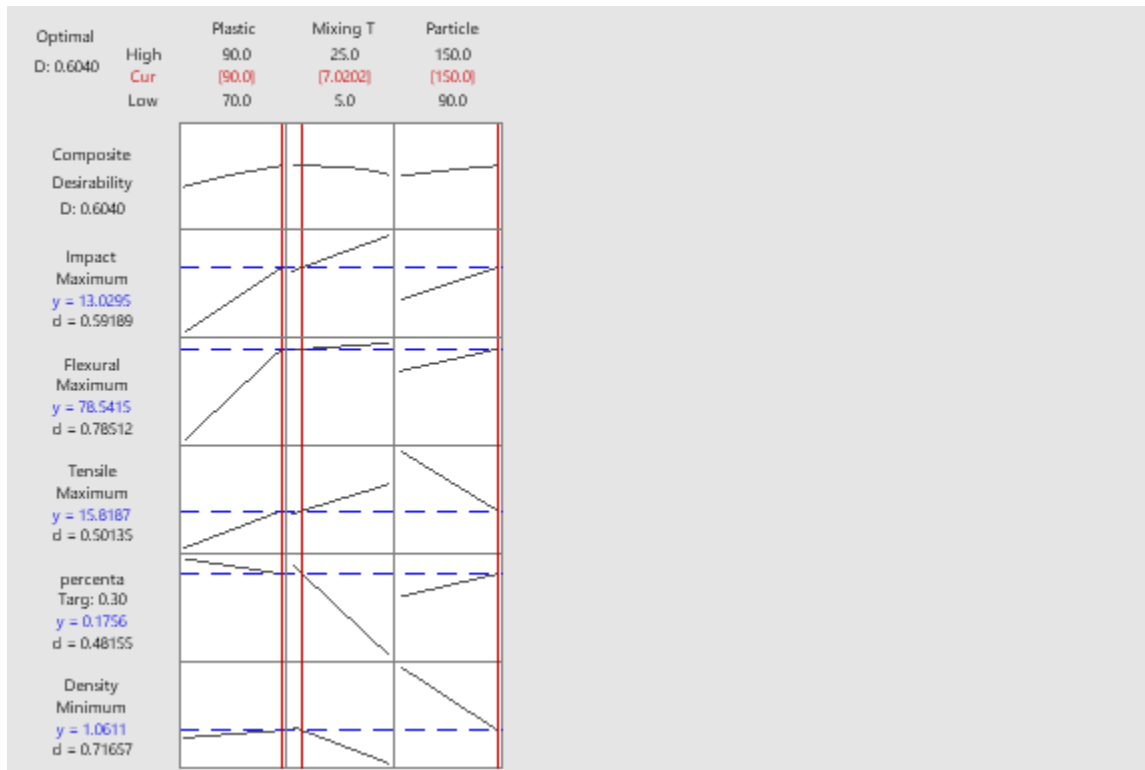 Optimal
D: 0.6040
High
Cur
Low
Plastic
90.0
[90.0]
70.0
Mixing T
25.0
[7.0202]
5.0
Particle
150.0
[150.0]
90.0
Composite
Desirability
D: 0.6040
Impact
Maximum
y = 13.0295
d = 0.59189
Flexural
Maximum
y = 78.5415
d = 0.78512
Tensile
Maximum
y = 15.8187
d = 0.50135
percenta
Targ: 0.30
y = 0.1756
d = 0.48155
Density
Minimum
y = 1.0611
d = 0.71657